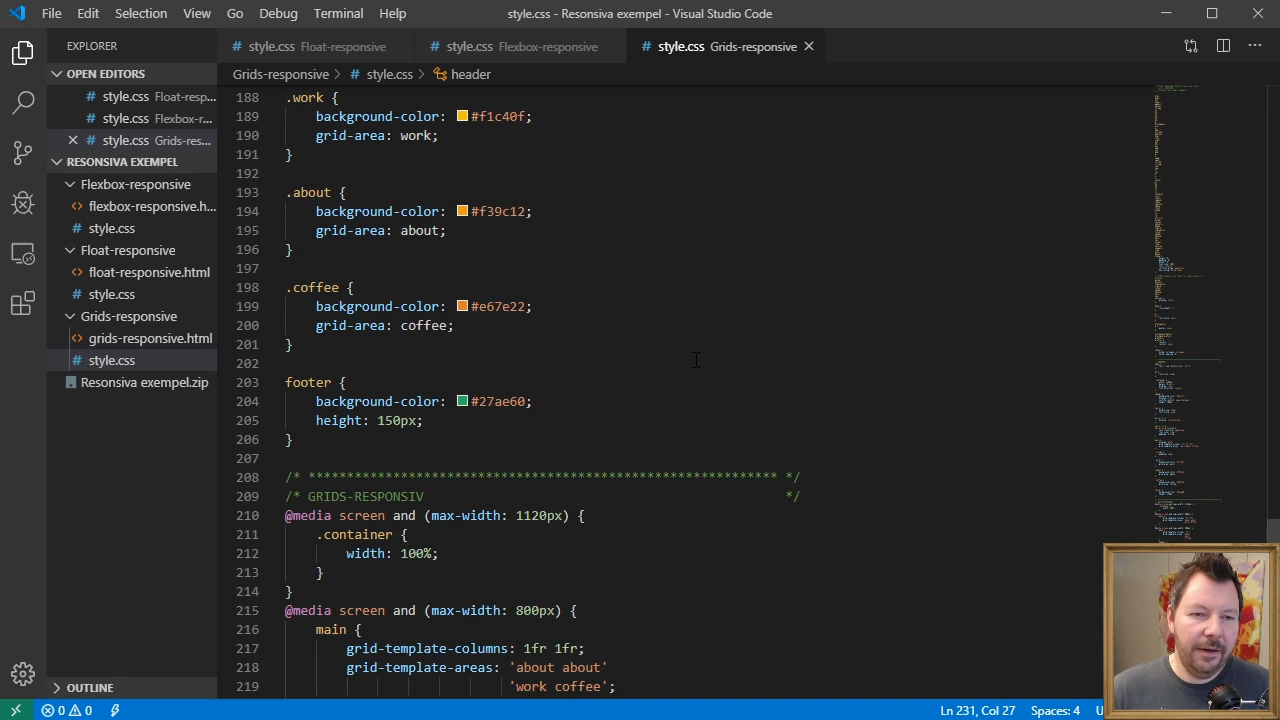 File Edit Selection View Go Debug Terminal Help
style.css - Resonsiva exempel - Visual Studio Code
EXPLORER
style.css Float-responsive
style.css Flexbox-responsive
style.css Grids-responsive
OPEN EDITORS
style.css Float-resp...
style.css Flexbox-r...
style.css Grids-res...
RESONSIVA EXEMPEL
Flexbox-responsive
flexbox-responsive.h...
style.css
Float-responsive
float-responsive.html
style.css
Grids-responsive
grids-responsive.html
style.css
Resonsiva exempel.zip
OUTLINE
Grids-responsive > # style.css > header
188 .work {
189 background-color: #f1c40f;
190 grid-area: work;
191 }
192
193 .about {
194 background-color: #f39c12;
195 grid-area: about;
196 }
197
198 .coffee {
199 background-color: #e67e22;
200 grid-area: coffee;
201 }
202
203 footer {
204 background-color: #27ae60;
205 height: 150px;
206 }
207
208 /* ************************************************************* */
209 /* GRIDS-RESPONSIV */
210 @media screen and (max-width: 1120px) {
211 .container {
212 width: 100%;
213 }
214 }
215 @media screen and (max-width: 800px) {
216 main {
217 grid-template-columns: 1fr 1fr;
218 grid-template-areas: 'about about'
219 'work coffee';
0 0
Ln 231, Col 27 Spaces: 4